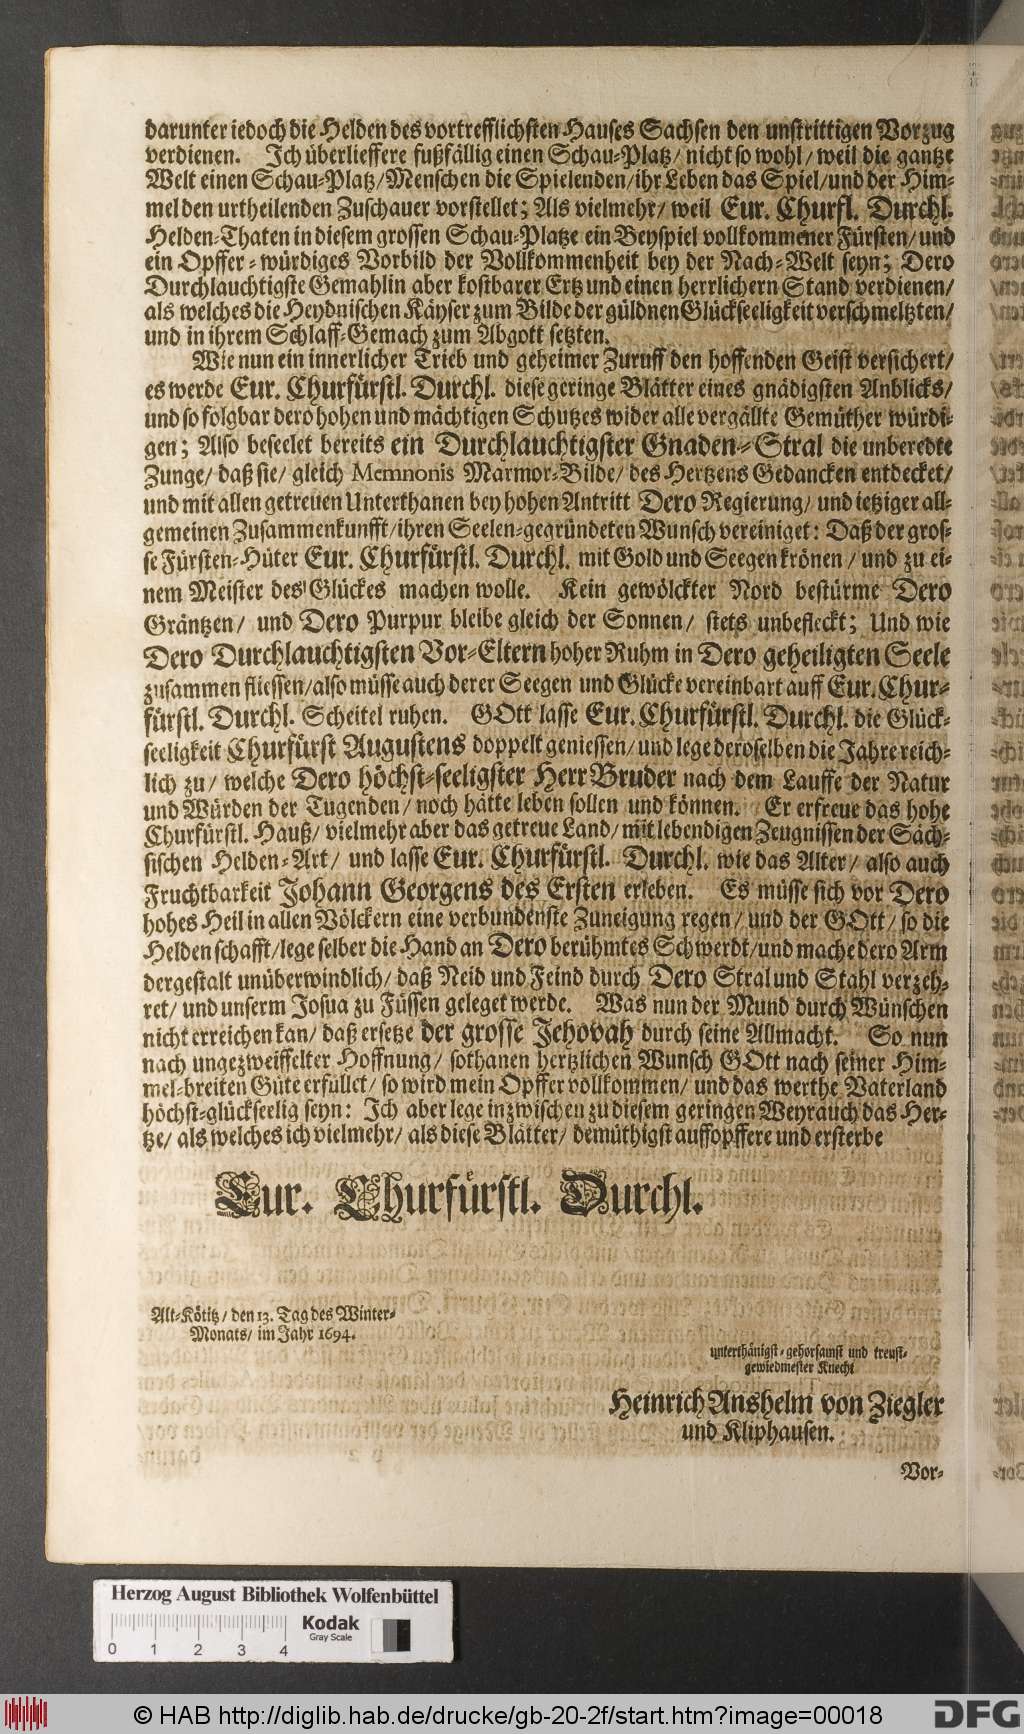 darunter iedoch die Helden des vortrefflichsten Hauses Sachsen den unstrittigen Vorzug
verdienen. Ich überlieffere fußfällig einen Schau-Platz/ nicht so wohl/ weil die gantze
Welt einen Schau-Platz/ Menschen die Spielenden/ ihr Leben das Spiel/ und der Him-
mel den urtheilenden Zuschauer vorstellet; Als vielmehr/ weil Eur. Churfl. Durchl.
Helden-Thaten in diesem grossen Schau-Platze ein Beyspiel vollkommener Fürsten/ und
ein Opffer-würdiges Vorbild der Vollkommenheit bey der Nach-Welt seyn; Dero
Durchlauchtigste Gemahlin aber kostbarer Ertz und einen herrlichern Stand verdienen/
als welches die Heydnischen Käyser zum Bilde der güldnen Glückseeligkeit verschmeltzten/
und in ihrem Schlaff-Gemach zum Abgott setzten.
Wie nun ein innerlicher Trieb und geheimer Zuruff den hoffenden Geist versichert/
es werde Eur. Churfürstl. Durchl. diese geringe Blätter eines gnädigsten Anblicks/
und so folgbar dero hohen und mächtigen Schutzes wider alle vergällte Gemüther würdi-
gen; Also beseelet bereits ein Durchlauchtigster Gnaden-Stral die unberedte
Zunge/ daß sie/ gleich Memnonis Marmor-Bilde/ des Hertzens Gedancken entdecket/
und mit allen getreuen Unterthanen bey hohen Antritt Dero Regierung/ und ietziger all-
gemeinen Zusammenkunfft/ ihren Seelen-gegründeten Wunsch vereiniget: Daß der gros-
se Fürsten-Hüter Eur. Churfürstl. Durchl. mit Gold und Seegen krönen/ und zu ei-
nem Meister des Glückes machen wolle. Kein gewölckter Nord bestürme Dero
Gräntzen/ und Dero Purpur bleibe gleich der Sonnen/ stets unbefleckt; Und wie
Dero Durchlauchtigsten Vor-Eltern hoher Ruhm in Dero geheiligten Seele
zusammen fliessen/ also müsse auch derer Seegen und Glücke vereinbart auff Eur. Chur-
fürstl. Durchl. Scheitel ruhen. GOtt lasse Eur. Churfürstl. Durchl. die Glück-
seeligkeit Churfürst Augustens doppelt geniessen/ und lege deroselben die Jahre reich-
lich zu/ welche Dero höchst-seeligster Herr Bruder nach dem Lauffe der Natur
und Würden der Tugenden/ noch hätte leben sollen und können. Er erfreue das hohe
Churfürstl. Hauß/ vielmehr aber das getreue Land/ mit lebendigen Zeugnissen der Säch-
sischen Helden-Art/ und lasse Eur. Churfürstl. Durchl. wie das Alter/ also auch
Fruchtbarkeit Johann Georgens des Ersten erleben. Es müsse sich vor Dero
hohes Heil in allen Völckern eine verbundenste Zuneigung regen/ und der GOtt/ so die
Helden schafft/ lege selber die Hand an Dero berühmtes Schwerdt/ und mache dero Arm
dergestalt unüberwindlich/ daß Neid und Feind durch Dero Stral und Stahl verzeh-
ret/ und unserm Josua zu Füssen geleget werde. Was nun der Mund durch Wünschen
nicht erreichen kan/ daß ersetze der grosse Jehovah durch seine Allmacht. So nun
nach ungezweiffelter Hoffnung/ sothanen hertzlichen Wunsch GOtt nach seiner Him-
mel-breiten Güte erfüllet/ so wird mein Opffer vollkommen/ und das werthe Vaterland
höchst-glückseelig seyn: Ich aber lege inzwischen zu diesem geringen Weyrauch das Her-
tze/ als welches ich vielmehr/ als diese Blätter/ demüthigst auffopffere und ersterbe
Eur. Churfürstl. Durchl.
Alt-Kötitz/ den 13. Tag des Winter-
Monats/ im Jahr 1694.
unterthänigst-gehorsamst und treust-
gewiedmester Knecht
Heinrich Anshelm von Ziegler
und Kliphausen.
Vor-
Herzog August Bibliothek Wolfenbüttel
Kodak
Gray Scale
0 1 2 3 4
© HAB http://diglib.hab.de/drucke/gb-20-2f/start.htm?image=00018
DFG